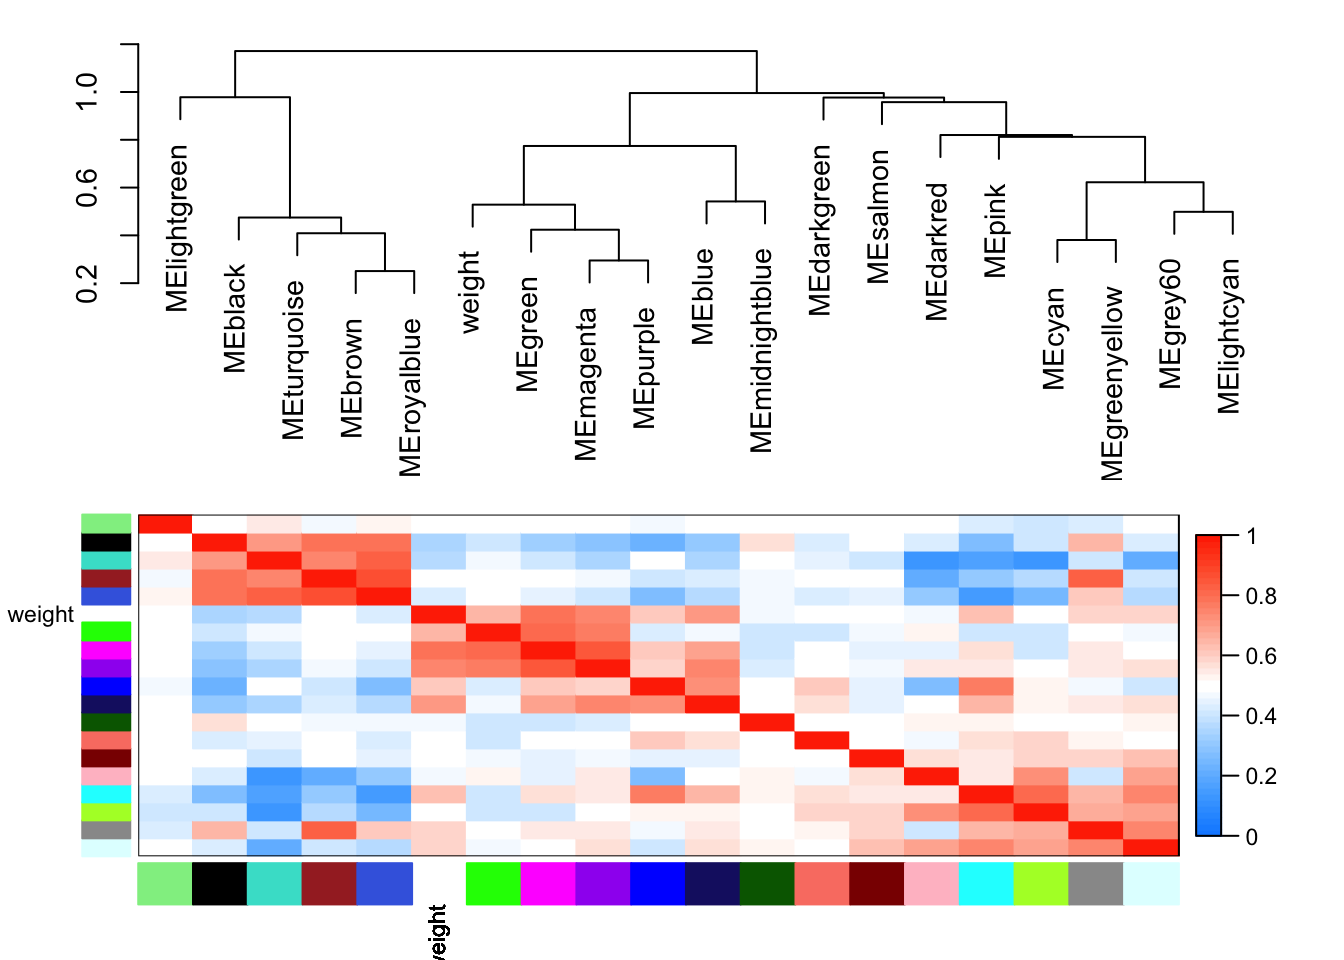 1.0
0.6
0.2
MElightgreen
MEblack
MEturquoise
MEbrown
MEroyalblue
weight
MEgreen
MEmagenta
MEpurple
MEblue
MEmidnightblue
MEdarkgreen
MEsalmon
MEdarkred
MEpink
MEcyan
MEgreenyellow
MEgrey60
MElightcyan
weight
1
0.8
0.6
0.4
0.2
0
weight